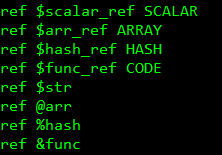 ref $scalar_ref SCALAR
ref $arr_ref ARRAY
ref $hash_ref HASH
ref $func_ref CODE
ref $str
ref @arr
ref %hash
ref &func